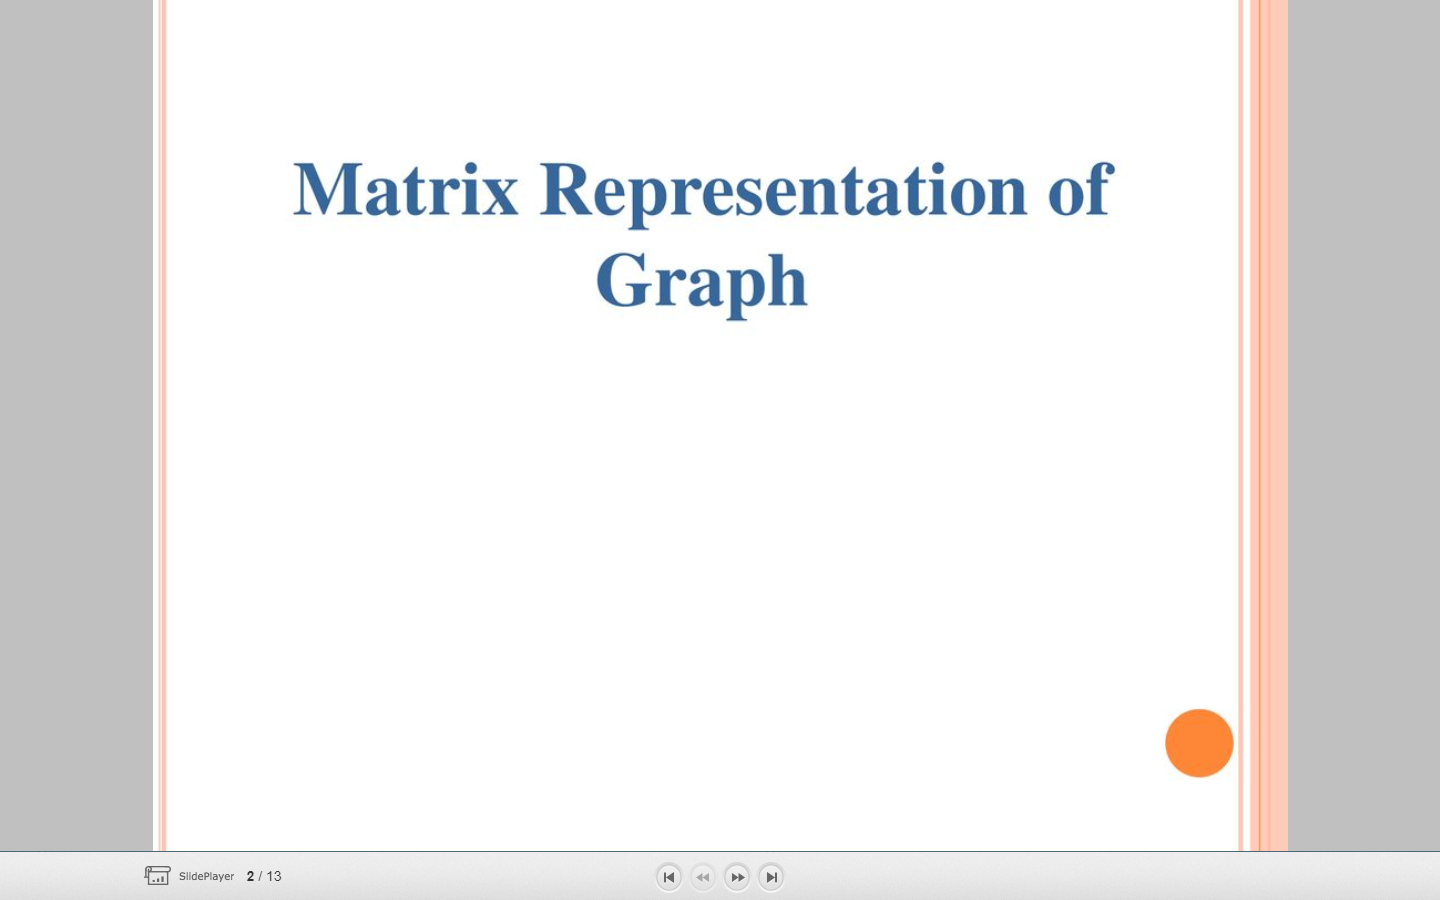 Matrix Representation of
Graph
SlidePlayer 2 / 13